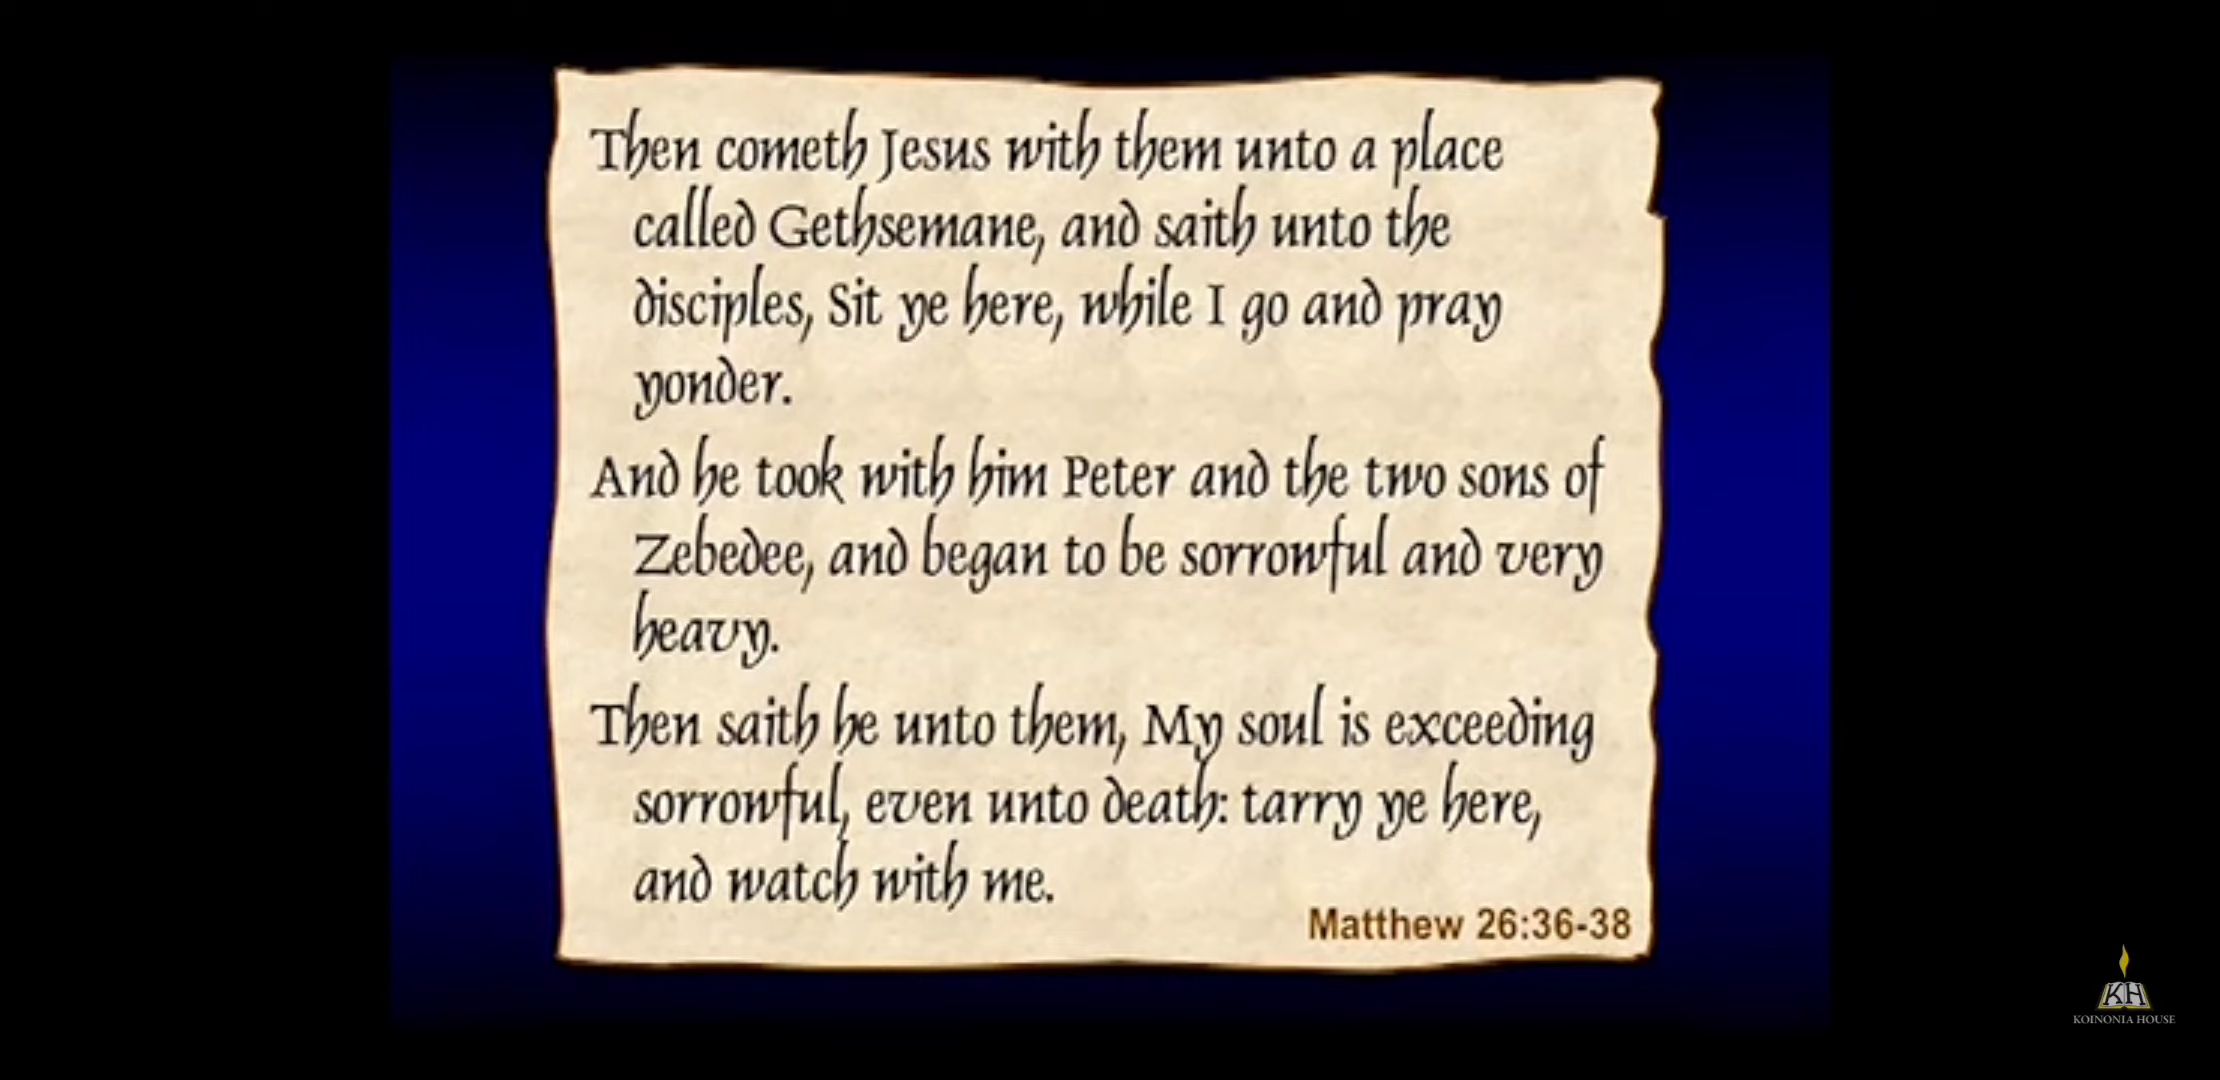 Then cometh Jesus with them unto a place
called Gethsemane, and saith unto the
disciples, Sit ye here, while I go and pray
yonder.
And he took with him Peter and the two sons of
Zebedee, and began to be sorrowful and very
heavy.
Then saith he unto them, My soul is exceeding
sorrowful, even unto death: tarry ye here,
and watch with me.
Matthew 26:36-38
KH
KOINONIA HOUSE